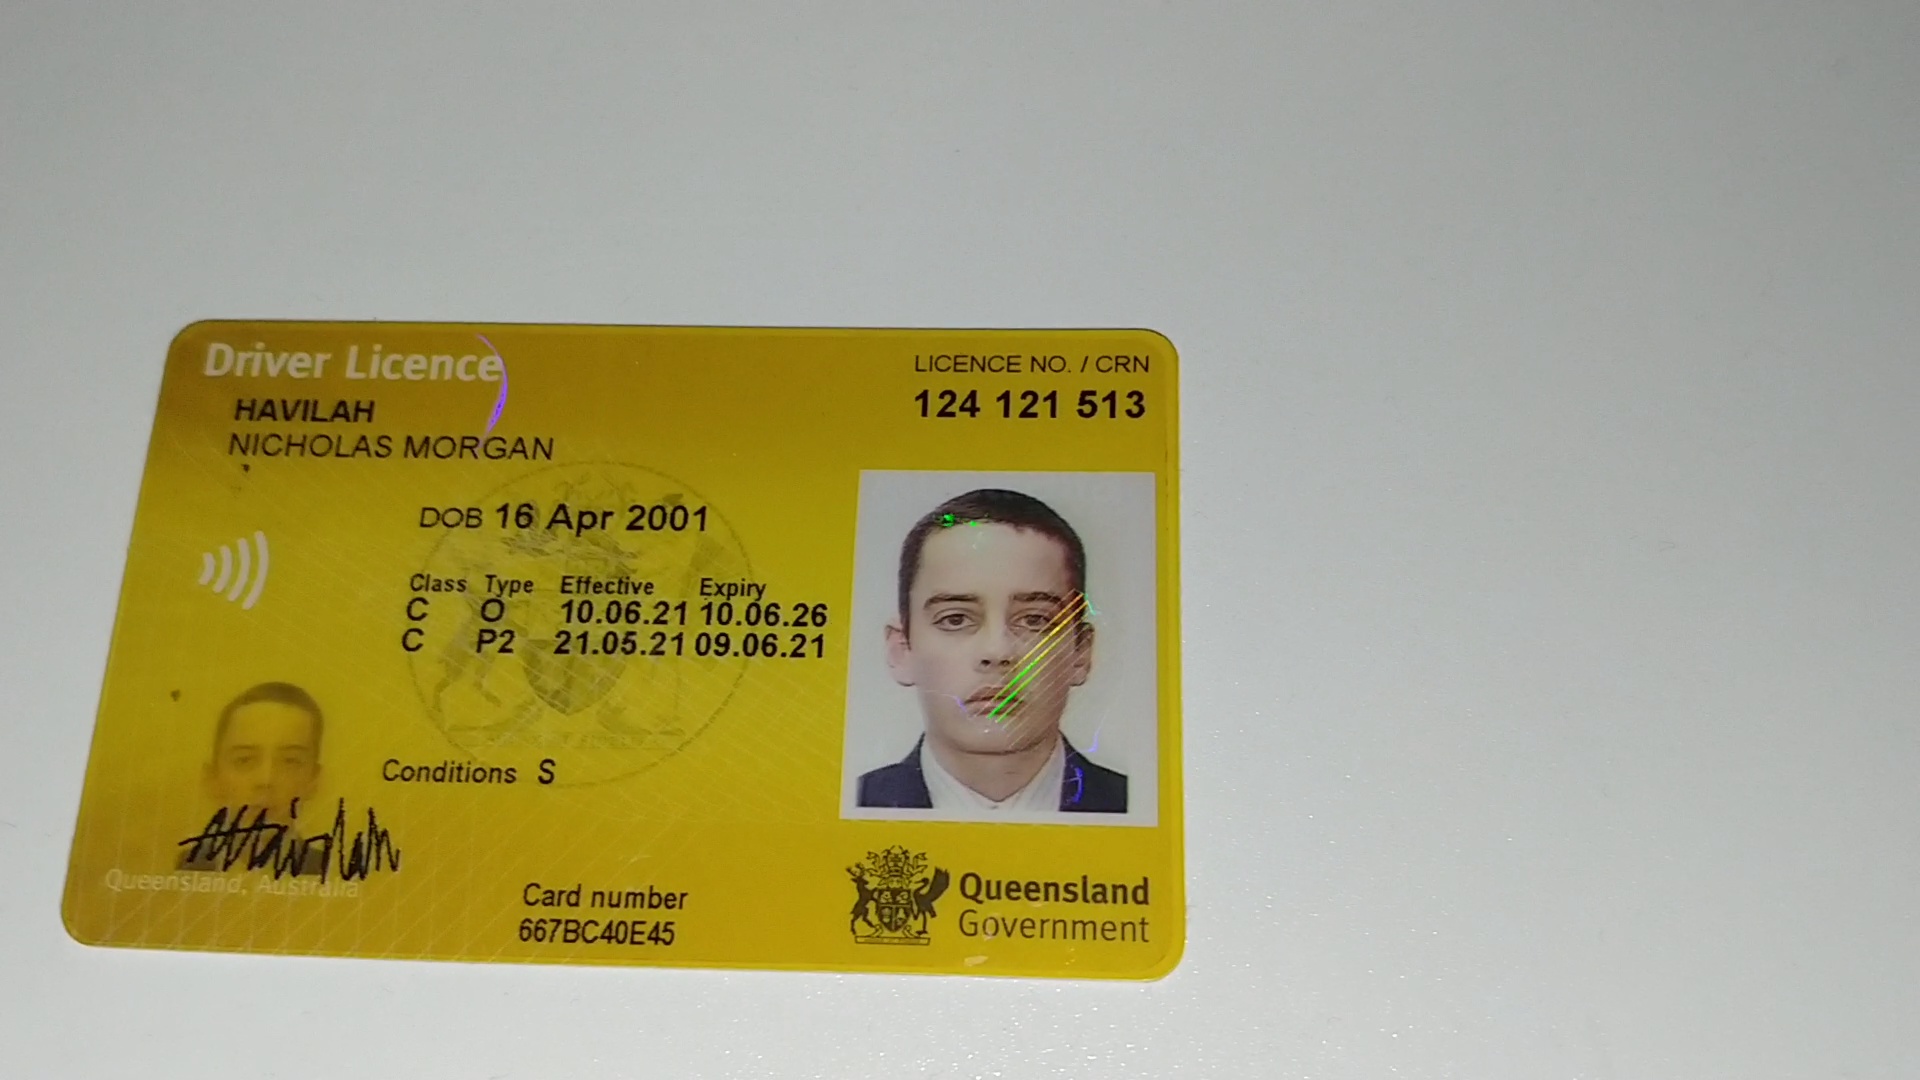 Driver Licence
HAVILAH
NICHOLAS MORGAN
LICENCE NO. / CRN
124 121 513
DOB 16 Apr 2001
Class Type Effective Expiry
C O 10.06.21 10.06.26
C P2 21.05.21 09.06.21
Conditions S
Queensland, Australia
Card number
667BC40E45
Queensland
Government